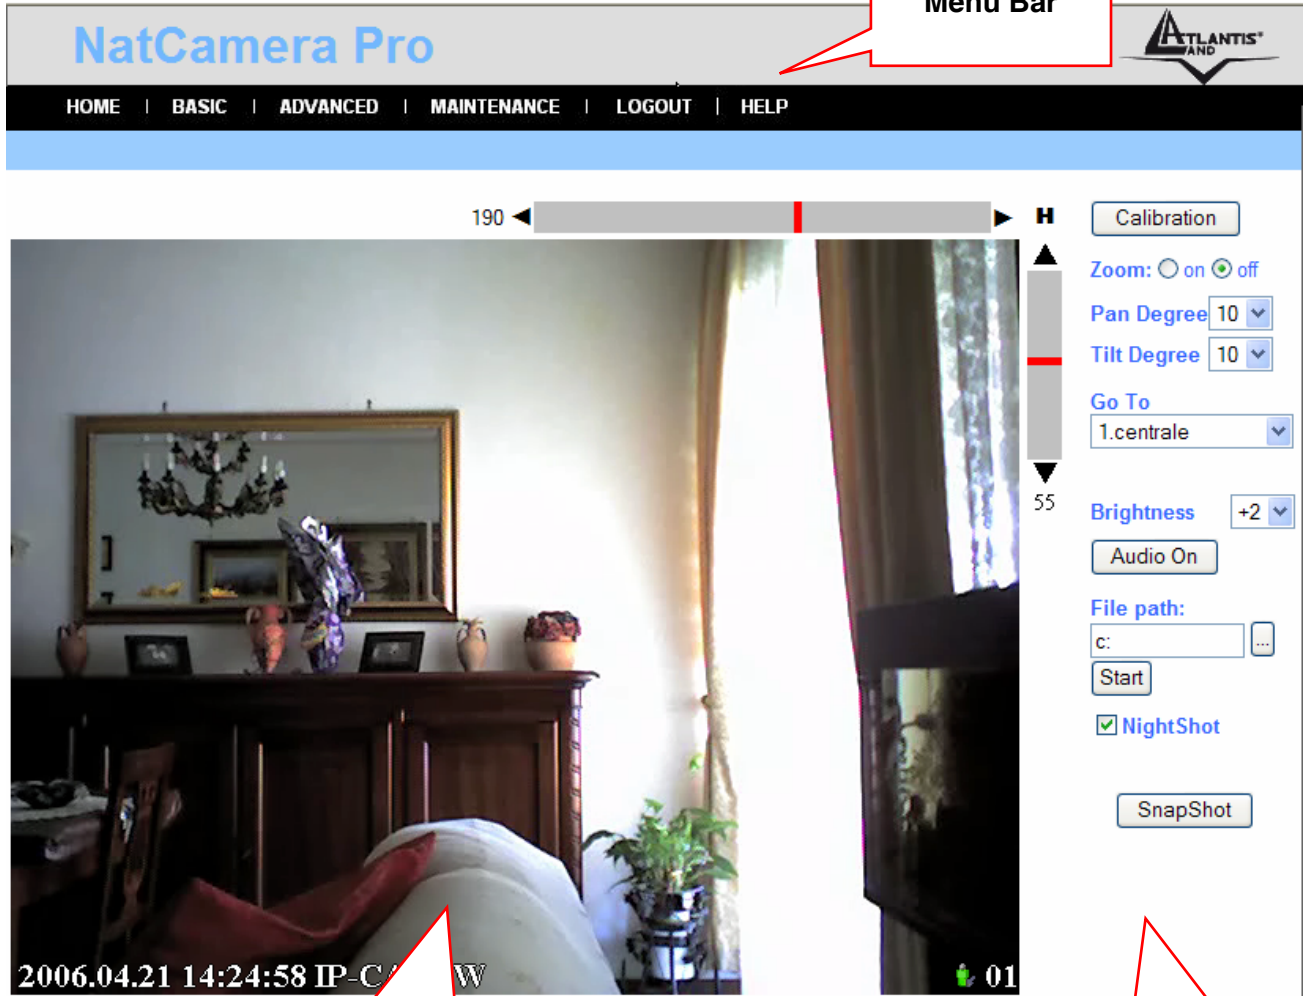 Menu Bar
NatCamera Pro
ATLANTIS®
AND
HOME | BASIC | ADVANCED | MAINTENANCE | LOGOUT | HELP
190
H
Calibration
Zoom: on off
Pan Degree 10
Tilt Degree 10
Go To
1.centrale
55
Brightness +2
Audio On
File path:
c: ...
Start
NightShot
SnapShot
2006.04.21 14:24:58 W
01